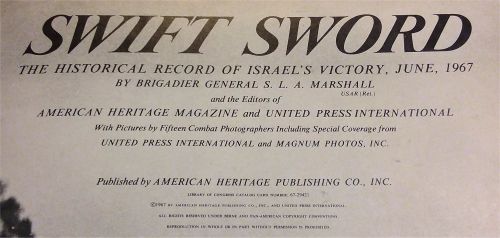 SWIFT SWORD
THE HISTORICAL RECORD OF ISRAEL'S VICTORY, JUNE, 1967
BY BRIGADIER GENERAL S. L. A. MARSHALL
USAR (Ret.)
and the Editors of
AMERICAN HERITAGE MAGAZINE and UNITED PRESS INTERNATIONAL
With Pictures by Fifteen Combat Photographers Including Special Coverage from
UNITED PRESS INTERNATIONAL and MAGNUM PHOTOS, INC.
Published by AMERICAN HERITAGE PUBLISHING CO., INC.
LIBRARY OF CONGRESS CATALOG CARD NUMBER: 67-29421
©1967 BY AMERICAN HERITAGE PUBLISHING CO., INC., AND UNITED PRESS INTERNATIONAL.
ALL RIGHTS RESERVED UNDER BERNE AND PAN-AMERICAN COPYRIGHT CONVENTIONS.
REPRODUCTION IN WHOLE OR IN PART WITHOUT PERMISSION IS PROHIBITED.